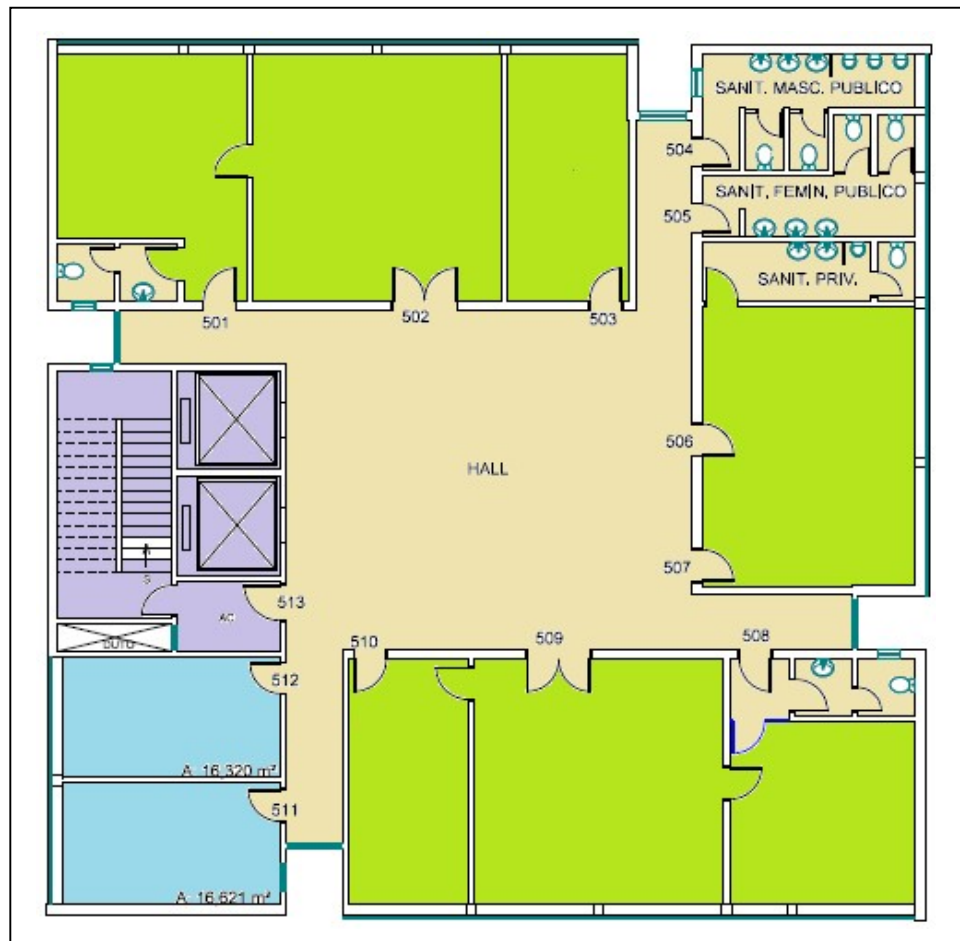 SANIT. MASC. PUBLICO
504
SANIT. FEMIN. PUBLICO
505
SANIT. PRIV.
501
502
503
506
HALL
507
S
513
AC
510
509
508
512
A 16,320 m²
511
A 16,621 m²